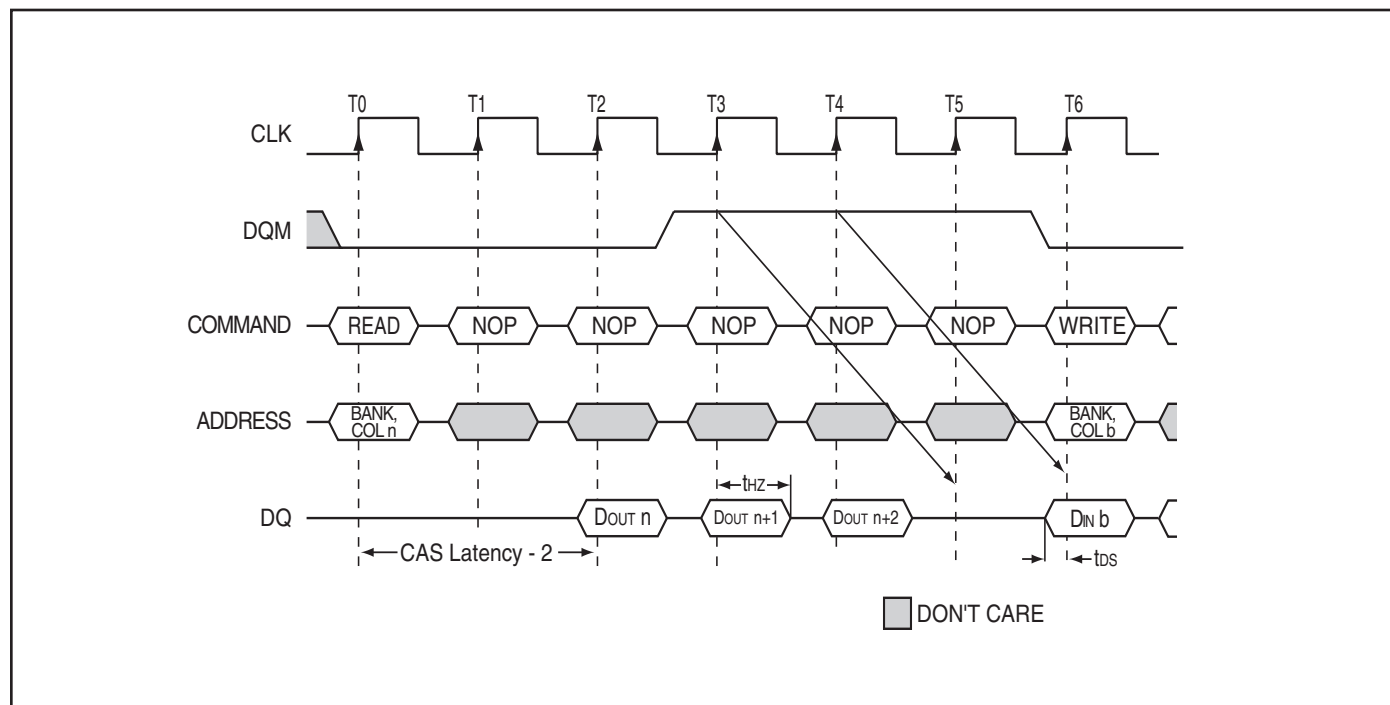 T0 T1 T2 T3 T4 T5 T6
CLK
DQM
COMMAND READ NOP NOP NOP NOP NOP WRITE
ADDRESS BANK, COL n BANK, COL b
tHZ
DQ DOUT n DOUT n+1 DOUT n+2 DIN b
CAS Latency - 2 tDS
DON'T CARE